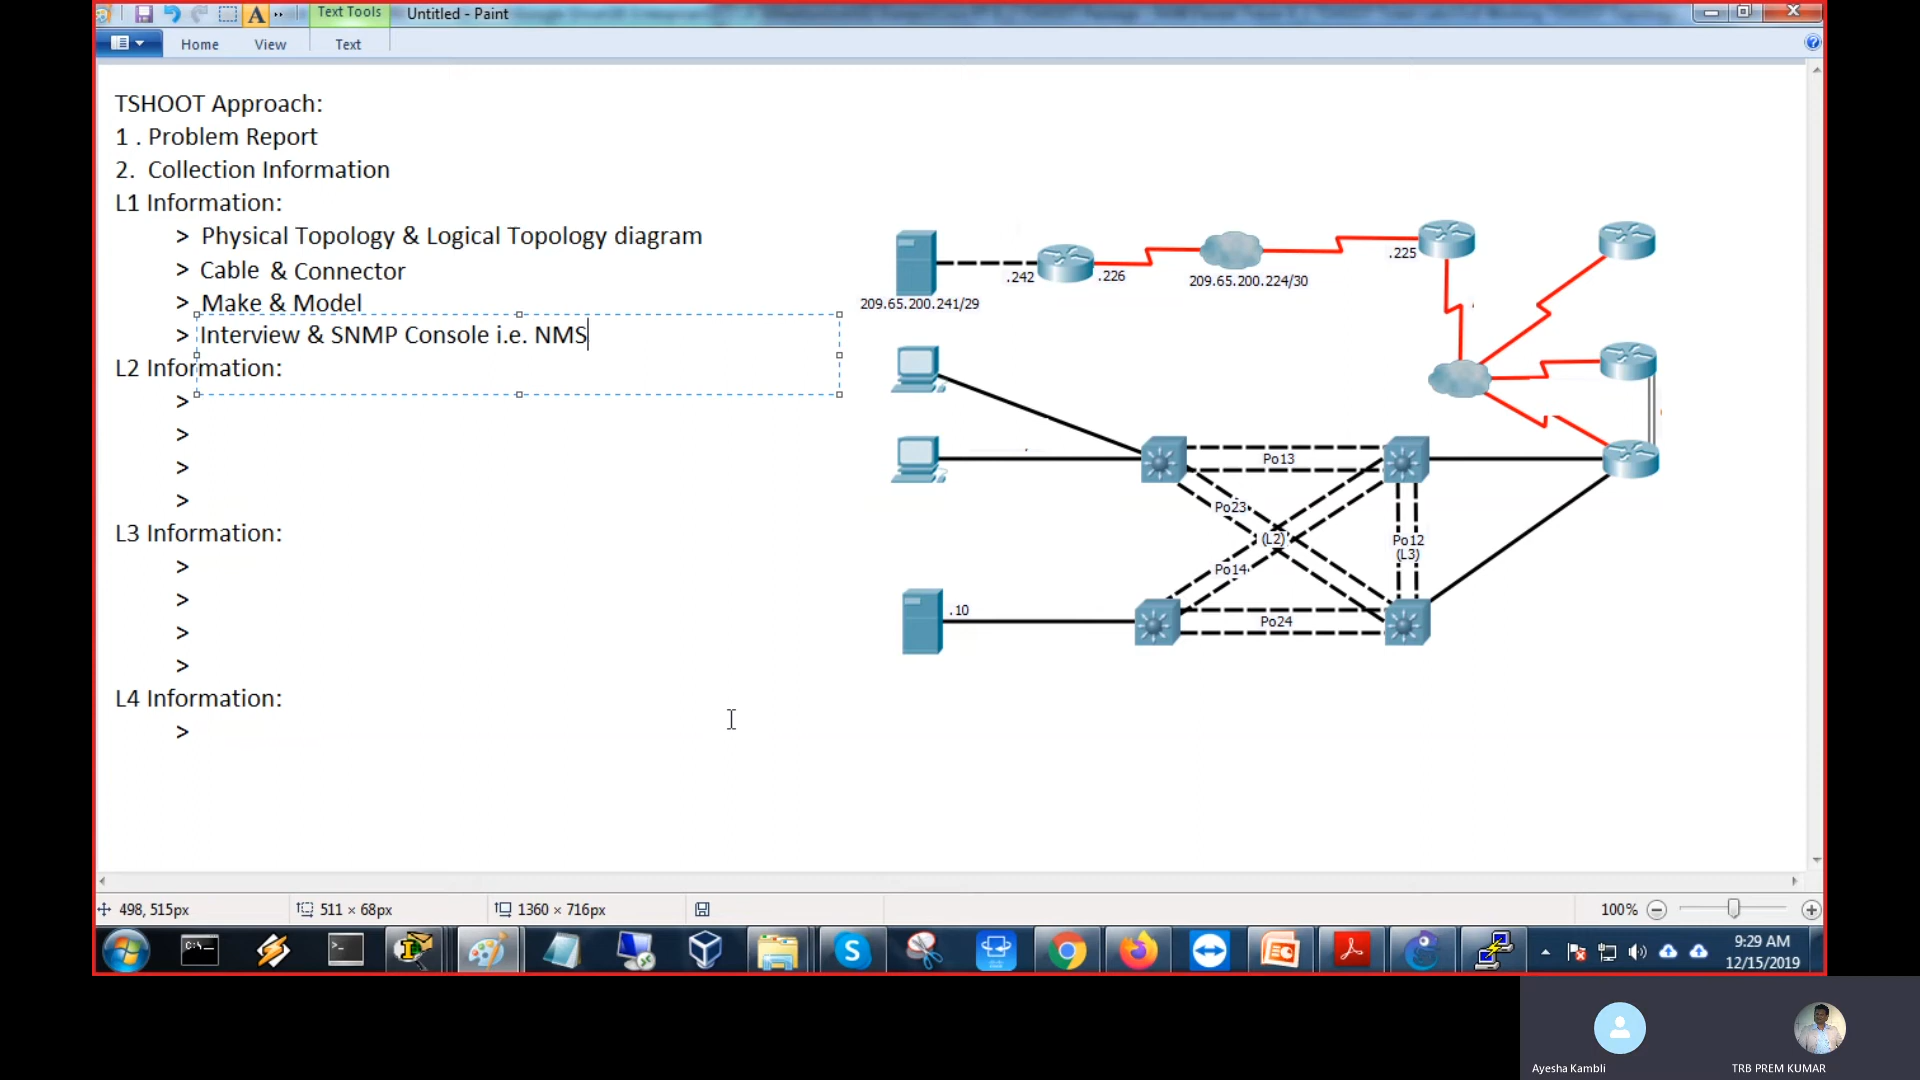 Text Tools
Untitled - Paint
Home
View
Text
TSHOOT Approach:
1 . Problem Report
2. Collection Information
L1 Information:
> Physical Topology & Logical Topology diagram
> Cable & Connector
> Make & Model
> Interview & SNMP Console i.e. NMS
L2 Information:
>
>
>
>
L3 Information:
>
>
>
>
L4 Information:
>
209.65.200.241/29
.242
.226
209.65.200.224/30
.225
Po13
Po23
(L2)
Po12
(L3)
Po14
.10
Po24
498, 515px
511 × 68px
1360 × 716px
100%
9:29 AM
12/15/2019
Ayesha Kambli
TRB PREM KUMAR